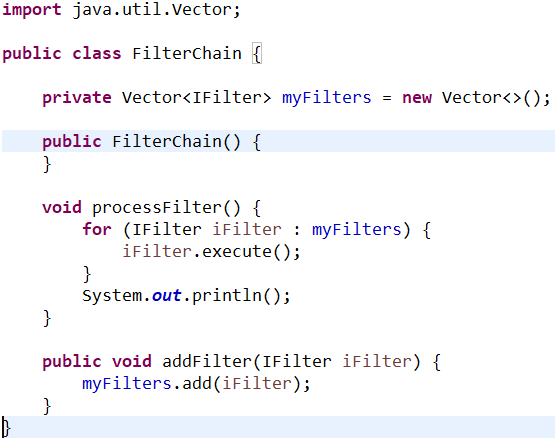 import java.util.Vector;
public class FilterChain {
private Vector<IFilter> myFilters = new Vector<>();
public FilterChain() {
}
void processFilter() {
for (IFilter iFilter : myFilters) {
iFilter.execute();
}
System.out.println();
}
public void addFilter(IFilter iFilter) {
myFilters.add(iFilter);
}
}